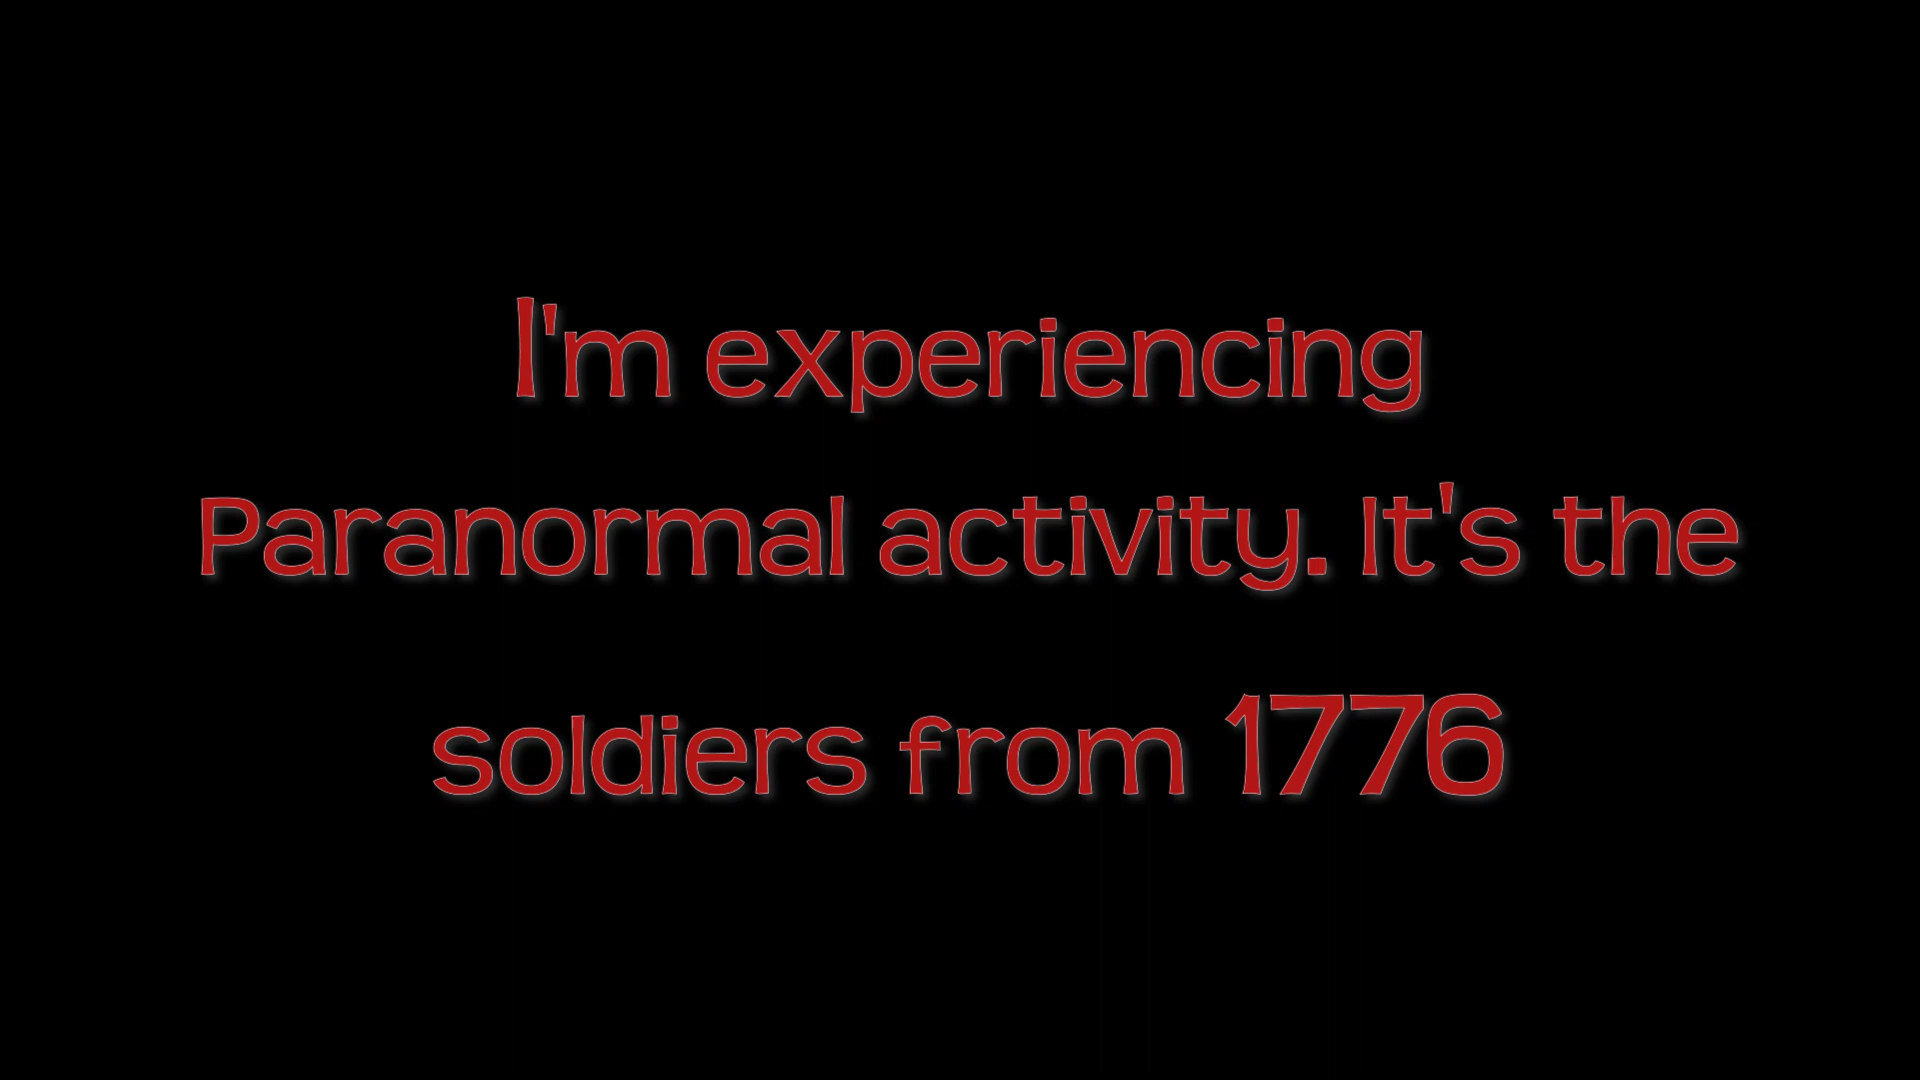 I'm experiencing
Paranormal activity. It's the
soldiers from 1776